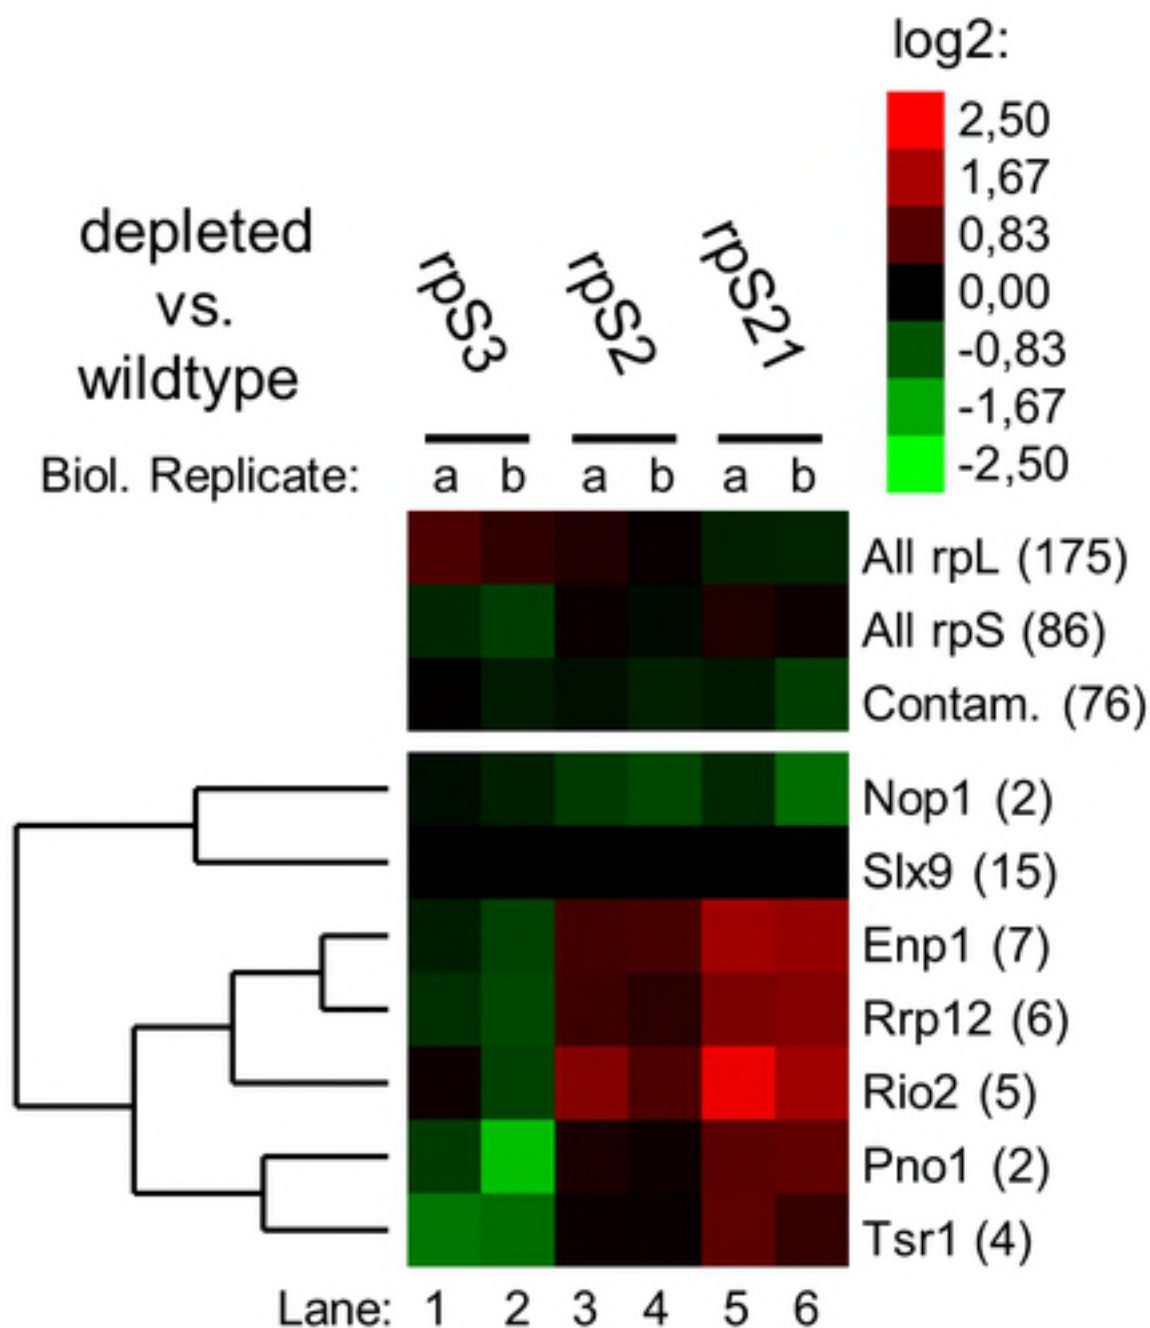 log2:
2,50
1,67
0,83
0,00
-0,83
-1,67
-2,50
depleted
vs.
wildtype
rpS3 rpS2 rpS21
Biol. Replicate: a b a b a b
All rpL (175)
All rpS (86)
Contam. (76)
Nop1 (2)
Slx9 (15)
Enp1 (7)
Rrp12 (6)
Rio2 (5)
Pno1 (2)
Tsr1 (4)
Lane: 1 2 3 4 5 6